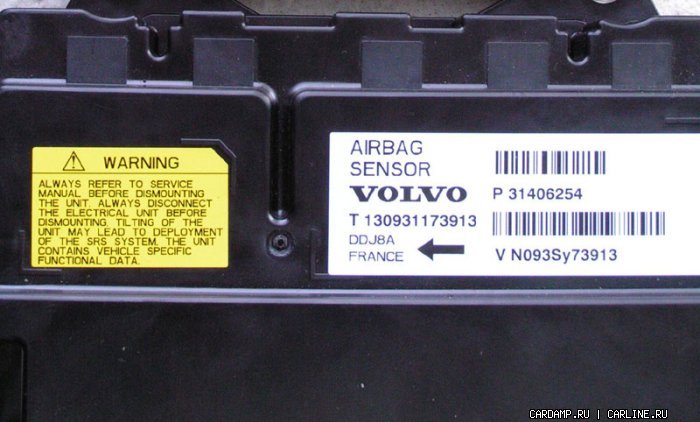 WARNING
ALWAYS REFER TO SERVICE
MANUAL BEFORE DISMOUNTING
THE UNIT. ALWAYS DISCONNECT
THE ELECTRICAL UNIT BEFORE
DISMOUNTING. TILTING OF THE
UNIT MAY LEAD TO DEPLOYMENT
OF THE SRS SYSTEM. THE UNIT
CONTAINS VEHICLE SPECIFIC
FUNCTIONAL DATA.
AIRBAG
SENSOR
VOLVO
P 31406254
T 130931173913
DDJ8A
FRANCE
V N093Sy73913
CARDAMP.RU | CARLINE.RU